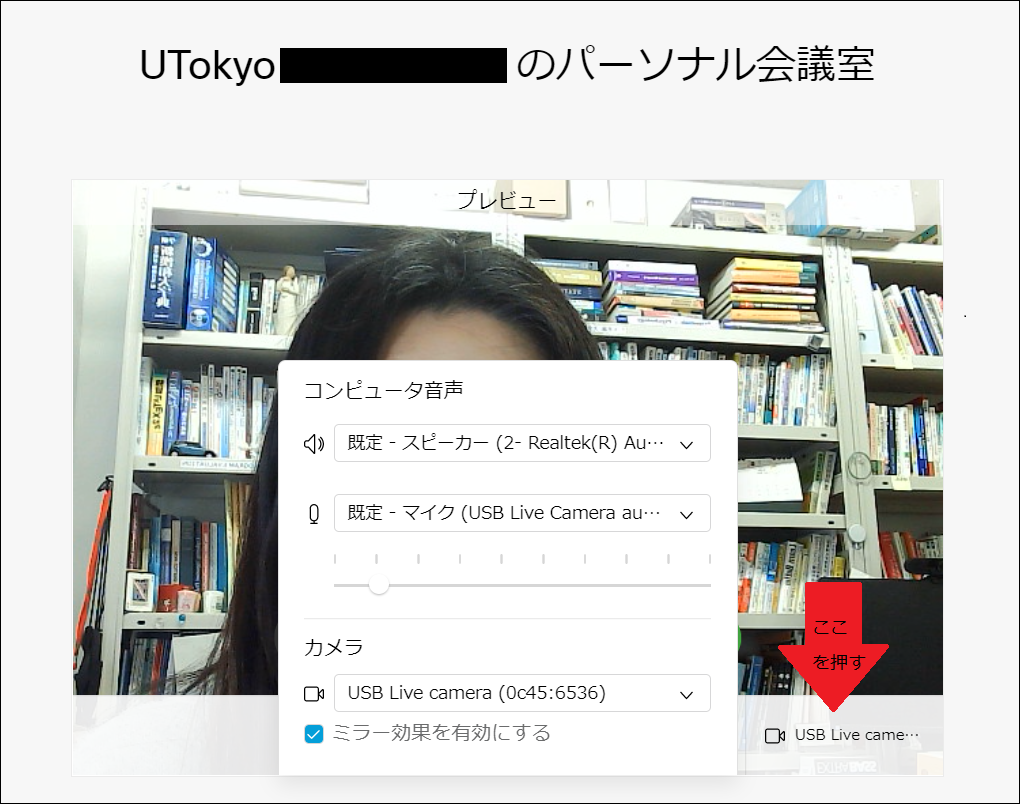 UTokyo のパーソナル会議室
プレビュー
コンピュータ音声
既定 - スピーカー (2- Realtek(R) Au…
既定 - マイク (USB Live Camera au…
カメラ
USB Live camera (0c45:6536)
ミラー効果を有効にする
ここ
を押す
USB Live came…